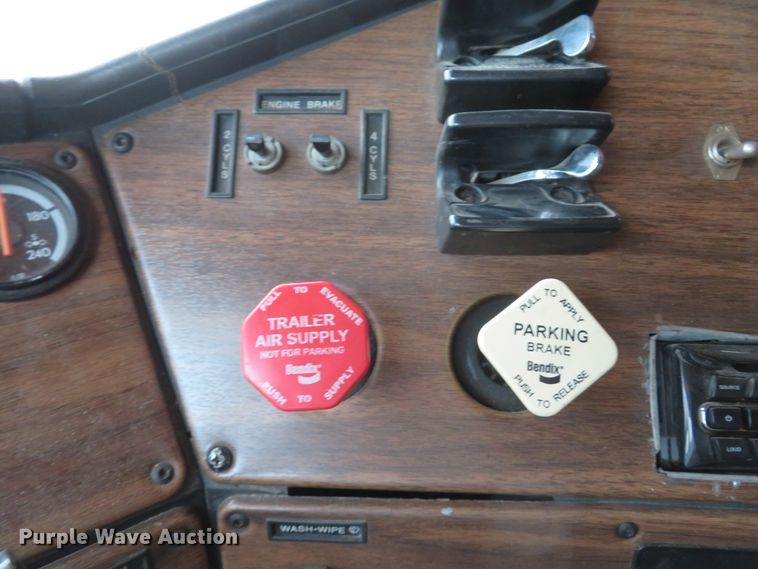 ENGINE BRAKE
2 CYLS
4 CYLS
180
240
PULL TO EVACUATE
TRAILER
AIR SUPPLY
NOT FOR PARKING
Bendix
PUSH TO SUPPLY
PULL TO APPLY
PARKING
BRAKE
Bendix
PUSH TO RELEASE
SOURCE
LOUD
WASH-WIPE
Purple Wave Auction